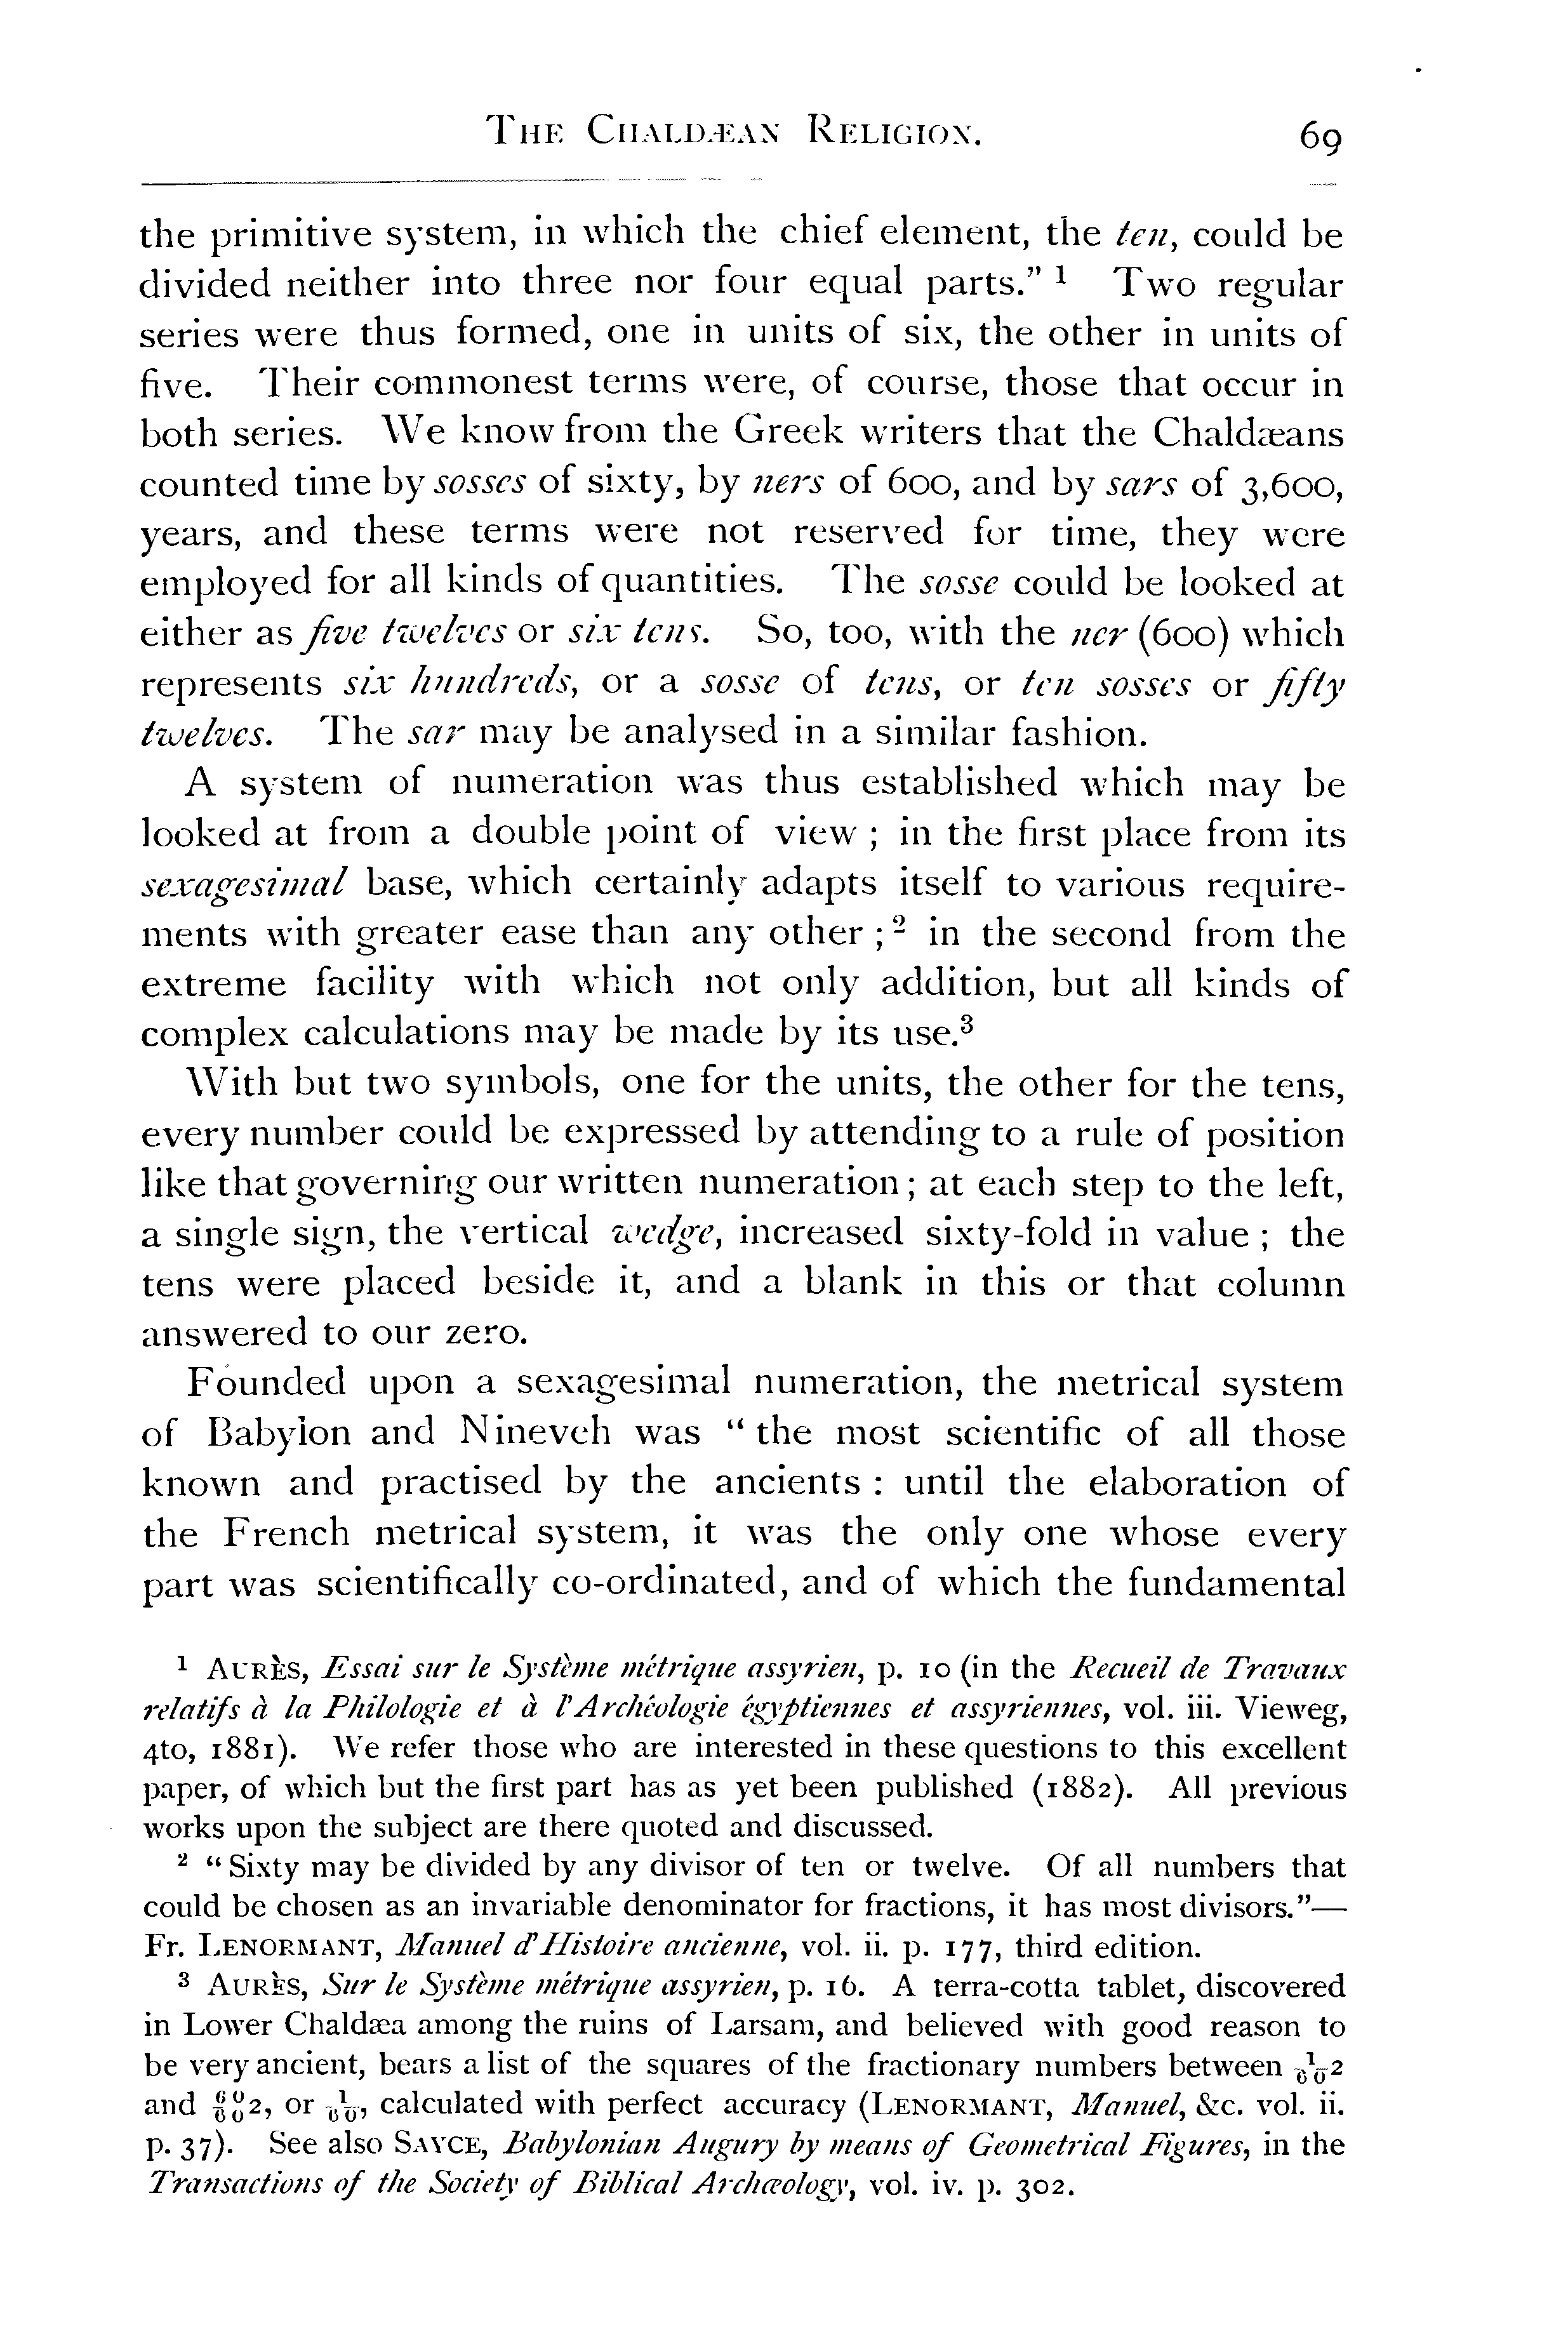 THE CHALDÆAN RELIGION. 69
the primitive system, in which the chief element, the ten, could be
divided neither into three nor four equal parts.” ¹ Two regular
series were thus formed, one in units of six, the other in units of
five. Their commonest terms were, of course, those that occur in
both series. We know from the Greek writers that the Chaldæans
counted time by sosses of sixty, by ners of 600, and by sars of 3,600,
years, and these terms were not reserved for time, they were
employed for all kinds of quantities. The sosse could be looked at
either as five twelves or six tens. So, too, with the ner (600) which
represents six hundreds, or a sosse of tens, or ten sosses or fifty
twelves. The sar may be analysed in a similar fashion.
A system of numeration was thus established which may be
looked at from a double point of view ; in the first place from its
sexagesimal base, which certainly adapts itself to various require-
ments with greater ease than any other ; ² in the second from the
extreme facility with which not only addition, but all kinds of
complex calculations may be made by its use.³
With but two symbols, one for the units, the other for the tens,
every number could be expressed by attending to a rule of position
like that governing our written numeration ; at each step to the left,
a single sign, the vertical wedge, increased sixty-fold in value ; the
tens were placed beside it, and a blank in this or that column
answered to our zero.
Founded upon a sexagesimal numeration, the metrical system
of Babylon and Nineveh was “ the most scientific of all those
known and practised by the ancients : until the elaboration of
the French metrical system, it was the only one whose every
part was scientifically co-ordinated, and of which the fundamental
¹ AURÈS, Essai sur le Système métrique assyrien, p. 10 (in the Recueil de Travaux
relatifs à la Philologie et à l’Archéologie égyptiennes et assyriennes, vol. iii. Vieweg,
4to, 1881). We refer those who are interested in these questions to this excellent
paper, of which but the first part has as yet been published (1882). All previous
works upon the subject are there quoted and discussed.
² “ Sixty may be divided by any divisor of ten or twelve. Of all numbers that
could be chosen as an invariable denominator for fractions, it has most divisors.”—
Fr. LENORMANT, Manuel d’Histoire ancienne, vol. ii. p. 177, third edition.
³ AURÈS, Sur le Système métrique assyrien, p. 16. A terra-cotta tablet, discovered
in Lower Chaldæa among the ruins of Larsam, and believed with good reason to
be very ancient, bears a list of the squares of the fractionary numbers between 1/60 2
and 60/60 2, or 1/60, calculated with perfect accuracy (LENORMANT, Manuel, &c. vol. ii.
p. 37). See also SAYCE, Babylonian Augury by means of Geometrical Figures, in the
Transactions of the Society of Biblical Archæology, vol. iv. p. 302.